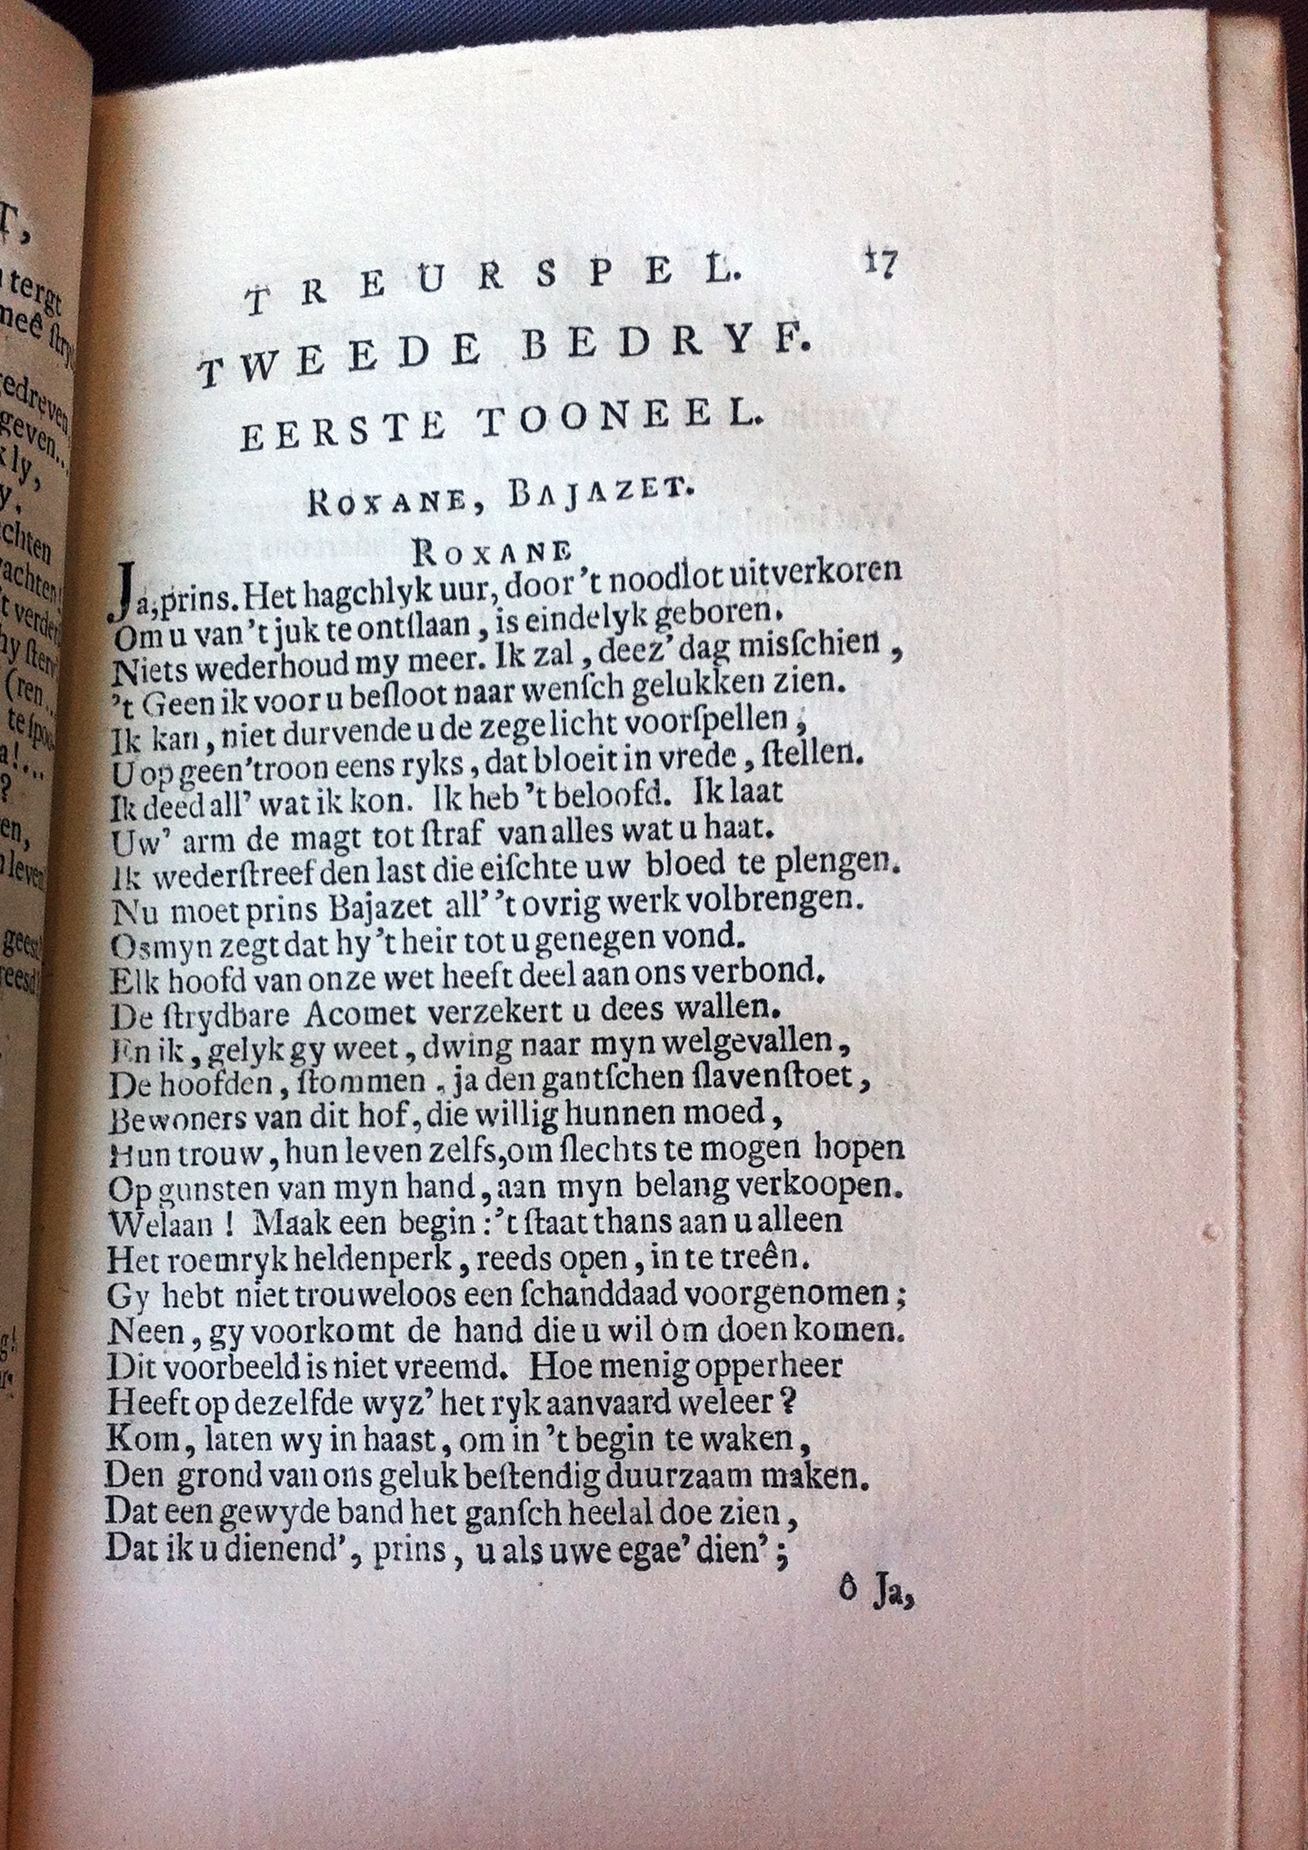 TREURSPEL. 17
TWEEDE BEDRYF.
EERSTE TOONEEL.
ROXANE, BAJAZET.
ROXANE
Ja, prins. Het hagchlyk uur, door 't noodlot uitverkoren
Om u van 't juk te ontſlaan, is eindelyk geboren.
Niets wederhoud my meer. Ik zal, deez' dag misſchien,
't Geen ik voor u beſloot naar wenſch gelukken zien.
Ik kan, niet durvende u de zege licht voorſpellen,
U op geen 'troon eens ryks, dat bloeit in vrede, ſtellen.
Ik deed all' wat ik kon. Ik heb 't beloofd. Ik laat
Uw' arm de magt tot ſtraf van alles wat u haat.
Ik wederſtreef den last die eiſchte uw bloed te plengen.
Nu moet prins Bajazet all' 't ovrig werk volbrengen.
Osmyn zegt dat hy 't heir tot u genegen vond.
Elk hoofd van onze wet heeft deel aan ons verbond.
De ſtrydbare Acomet verzekert u dees wallen.
En ik, gelyk gy weet, dwing naar myn welgevallen,
De hoofden, ſtommen, ja den gantſchen ſlavenſtoet,
Bewoners van dit hof, die willig hunnen moed,
Hun trouw, hun leven zelfs, om ſlechts te mogen hopen
Op gunsten van myn hand, aan myn belang verkoopen.
Welaan! Maak een begin: 't ſtaat thans aan u alleen
Het roemryk heldenperk, reeds open, in te treên.
Gy hebt niet trouweloos een ſchanddaad voorgenomen;
Neen, gy voorkomt de hand die u wil òm doen komen.
Dit voorbeeld is niet vreemd. Hoe menig opperheer
Heeft op dezelfde wyz' het ryk aanvaard weleer?
Kom, laten wy in haast, om in 't begin te waken,
Den grond van ons geluk beſtendig duurzaam maken.
Dat een gewyde band het ganſch heelal doe zien,
Dat ik u dienend', prins, u als uwe egae' dien';
ô Ja,